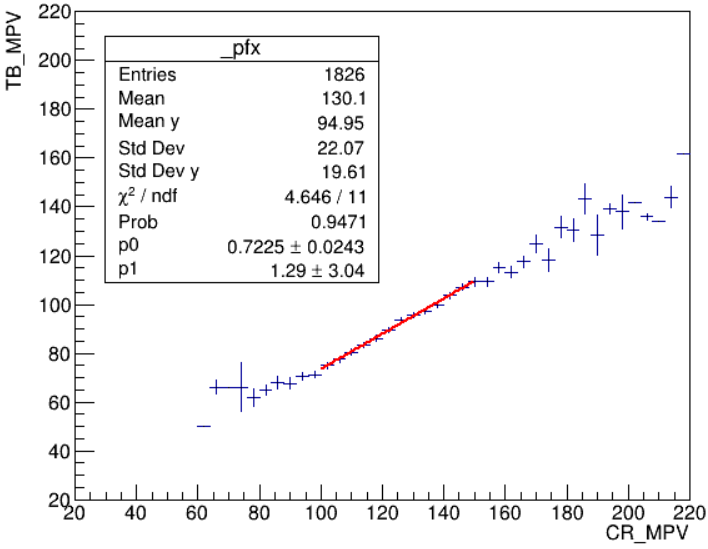 TB_MPV
220
200
180
160
140
120
100
80
60
40
20
_pfx
Entries 1826
Mean 130.1
Mean y 94.95
Std Dev 22.07
Std Dev y 19.61
χ² / ndf 4.646 / 11
Prob 0.9471
p0 0.7225 ± 0.0243
p1 1.29 ± 3.04
20 40 60 80 100 120 140 160 180 200 220
CR_MPV